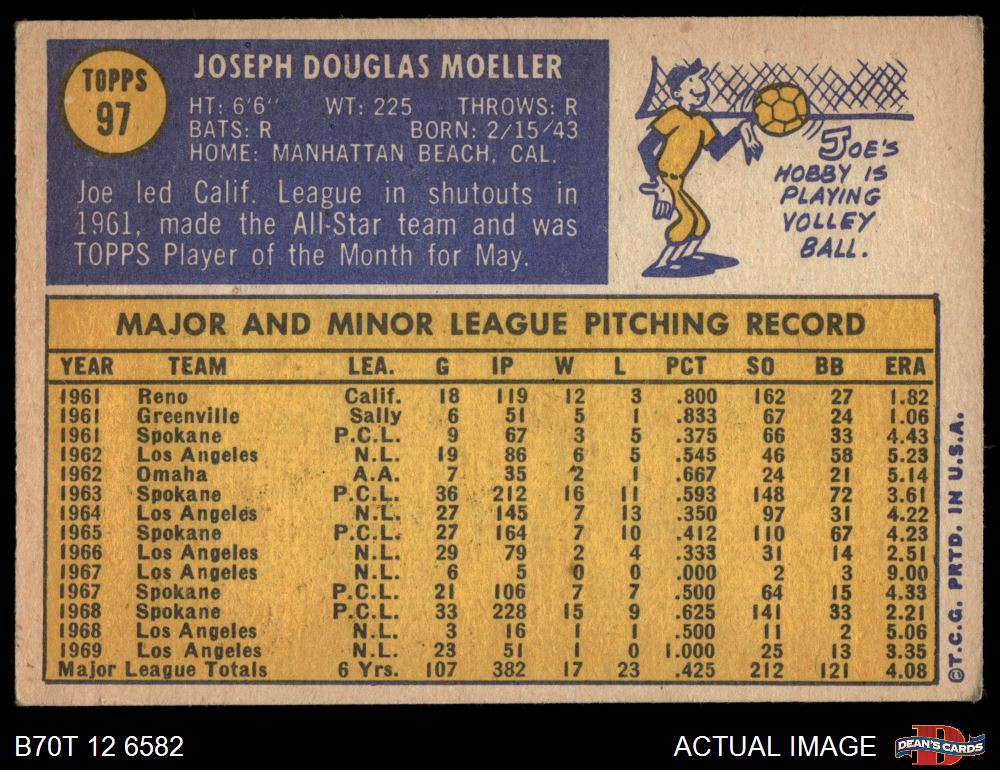 TOPPS
97
JOSEPH DOUGLAS MOELLER
HT: 6'6" WT: 225 THROWS: R
BATS: R BORN: 2/15/43
HOME: MANHATTAN BEACH, CAL.
Joe led Calif. League in shutouts in
1961, made the All-Star team and was
TOPPS Player of the Month for May.
JOE'S
HOBBY IS
PLAYING
VOLLEY
BALL.
MAJOR AND MINOR LEAGUE PITCHING RECORD
YEAR TEAM LEA. G IP W L PCT SO BB ERA
1961 Reno Calif. 18 119 12 3 .800 162 27 1.82
1961 Greenville Sally 6 51 5 1 .833 67 24 1.06
1961 Spokane P.C.L. 9 67 3 5 .375 66 33 4.43
1962 Los Angeles N.L. 19 86 6 5 .545 46 58 5.23
1962 Omaha A.A. 7 35 2 1 .667 24 21 5.14
1963 Spokane P.C.L. 36 212 16 11 .593 148 72 3.61
1964 Los Angeles N.L. 27 145 7 13 .350 97 31 4.22
1965 Spokane P.C.L. 27 164 7 10 .412 110 67 4.23
1966 Los Angeles N.L. 29 79 2 4 .333 31 14 2.51
1967 Los Angeles N.L. 6 5 0 0 .000 2 3 9.00
1967 Spokane P.C.L. 21 106 7 7 .500 64 15 4.33
1968 Spokane P.C.L. 33 228 15 9 .625 141 33 2.21
1968 Los Angeles N.L. 3 16 1 1 .500 11 2 5.06
1969 Los Angeles N.L. 23 51 1 0 1.000 25 13 3.35
Major League Totals 6 Yrs. 107 382 17 23 .425 212 121 4.08
©T.C.G. PRTD. IN U.S.A.
B70T 12 6582
ACTUAL IMAGE
DEAN'S CARDS